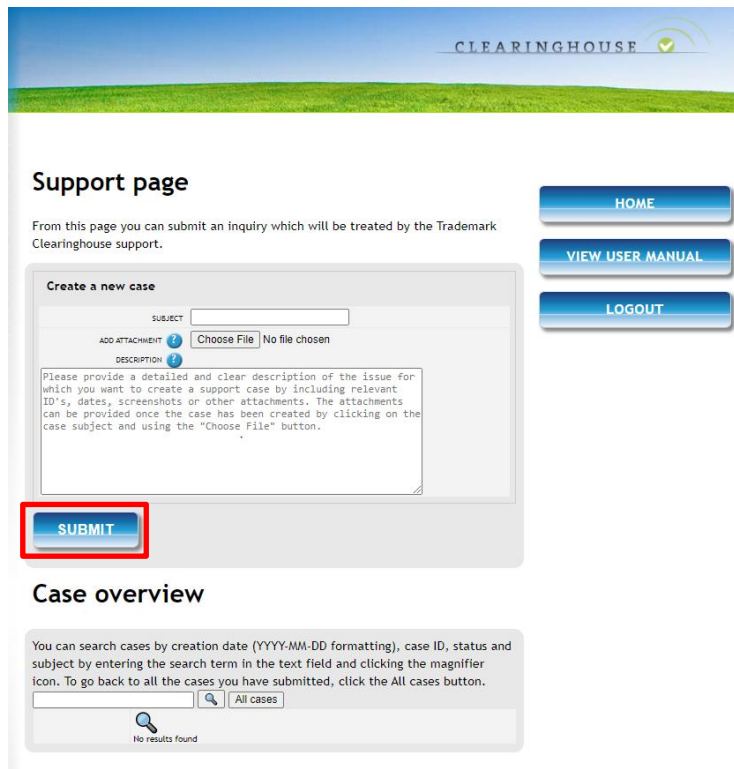 CLEARINGHOUSE
Support page
HOME
From this page you can submit an inquiry which will be treated by the Trademark
Clearinghouse support.
VIEW USER MANUAL
Create a new case
LOGOUT
SUBJECT
ADD ATTACHMENT ? Choose File No file chosen
DESCRIPTION ?
Please provide a detailed and clear description of the issue for
which you want to create a support case by including relevant
ID's, dates, screenshots or other attachments. The attachments
can be provided once the case has been created by clicking on the
case subject and using the "Choose File" button.
SUBMIT
Case overview
You can search cases by creation date (YYYY-MM-DD formatting), case ID, status and
subject by entering the search term in the text field and clicking the magnifier
icon. To go back to all the cases you have submitted, click the All cases button.
All cases
No results found